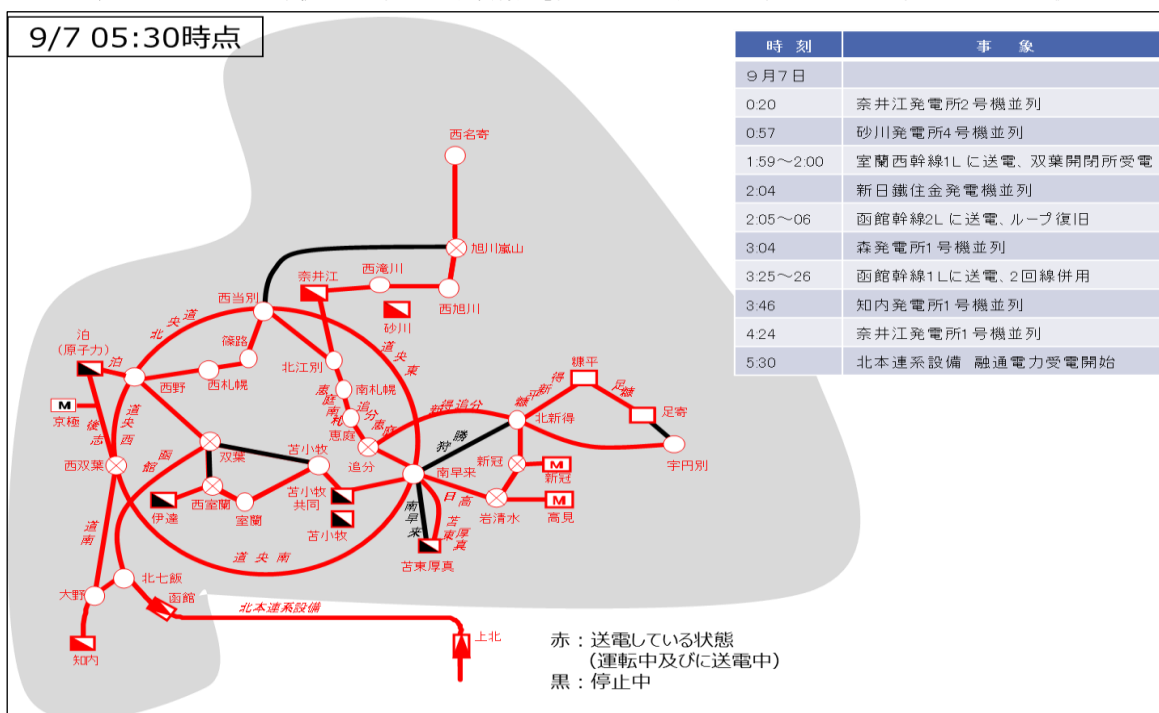 9/7 05:30時点
時 刻 事 象
9月7日
0:20 奈井江発電所2号機並列
0:57 砂川発電所4号機並列
1:59～2:00 室蘭西幹線1Lに送電、双葉開閉所受電
2:04 新日鐵住金発電機並列
2:05～06 函館幹線2Lに送電、ループ復旧
3:04 森発電所1号機並列
3:25～26 函館幹線1Lに送電、2回線併用
3:46 知内発電所1号機並列
4:24 奈井江発電所1号機並列
5:30 北本連系設備 融通電力受電開始
西名寄
旭川嵐山
西滝川
奈井江
西旭川
砂川
西当別
道央北
泊
(原子力)
泊
篠路
北江別
道央東
西札幌
西野
南札幌
恵庭南札
糠平
新得追分
糠平新得
足糠
足寄
M
京極
後志
道央西
恵庭
追分恵庭
追分
北新得
狩勝
宇円別
函館
双葉
苫小牧
西双葉
南早来
新冠
M
新冠
苫小牧
共同
日高
西室蘭
室蘭
伊達
岩清水
M
高見
苫小牧
南早来
苫東厚真
苫東厚真
道南
道央南
北七飯
大野
函館
北本連系設備
知内
上北
赤：送電している状態
(運転中及びに送電中)
黒：停止中